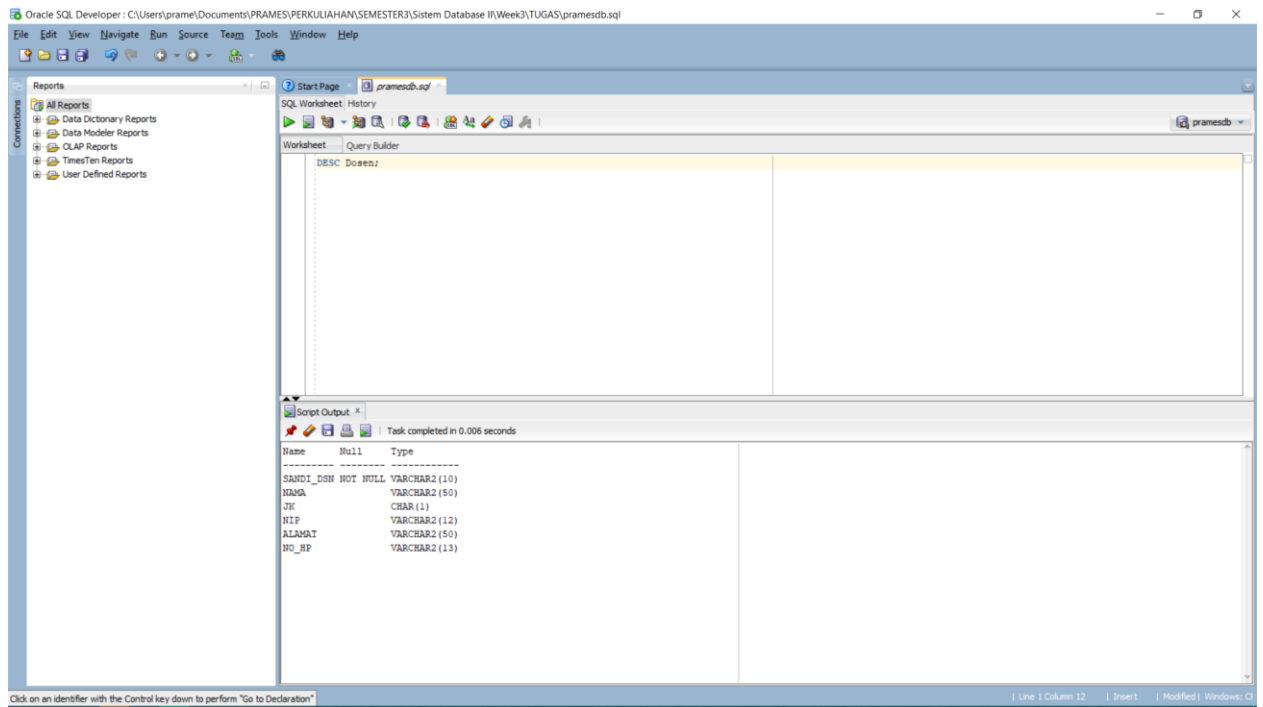 Oracle SQL Developer : C:\Users\prame\Documents\PRAMES\PERKULIAHAN\SEMESTER3\Sistem Database II\Week3\TUGAS\pramesdb.sql
File Edit View Navigate Run Source Team Tools Window Help
Connections
Reports
All Reports
Data Dictionary Reports
Data Modeler Reports
OLAP Reports
TimesTen Reports
User Defined Reports
Start Page
pramesdb.sql
SQL Worksheet History
pramesdb
Worksheet Query Builder
DESC Dosen;
Script Output
Task completed in 0.006 seconds
Name Null Type
--------- -------- ------------
SANDI_DSN NOT NULL VARCHAR2(10)
NAMA VARCHAR2(50)
JK CHAR(1)
NIP VARCHAR2(12)
ALAMAT VARCHAR2(50)
NO_HP VARCHAR2(13)
Click on an identifier with the Control key down to perform "Go to Declaration"
Line 1 Column 12 | Insert | Modified | Windows: